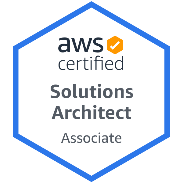 aws
certified
Solutions
Architect
Associate